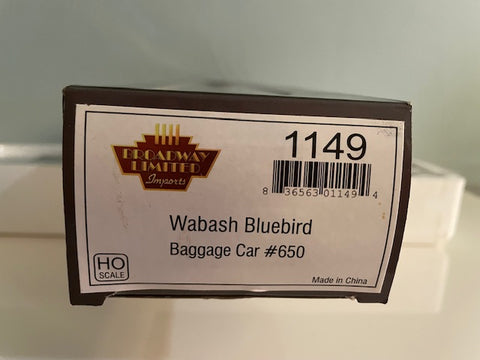 BROADWAY
LIMITED
Imports
1149
8 36563 01149 4
Wabash Bluebird
Baggage Car #650
HO
SCALE
Made in China